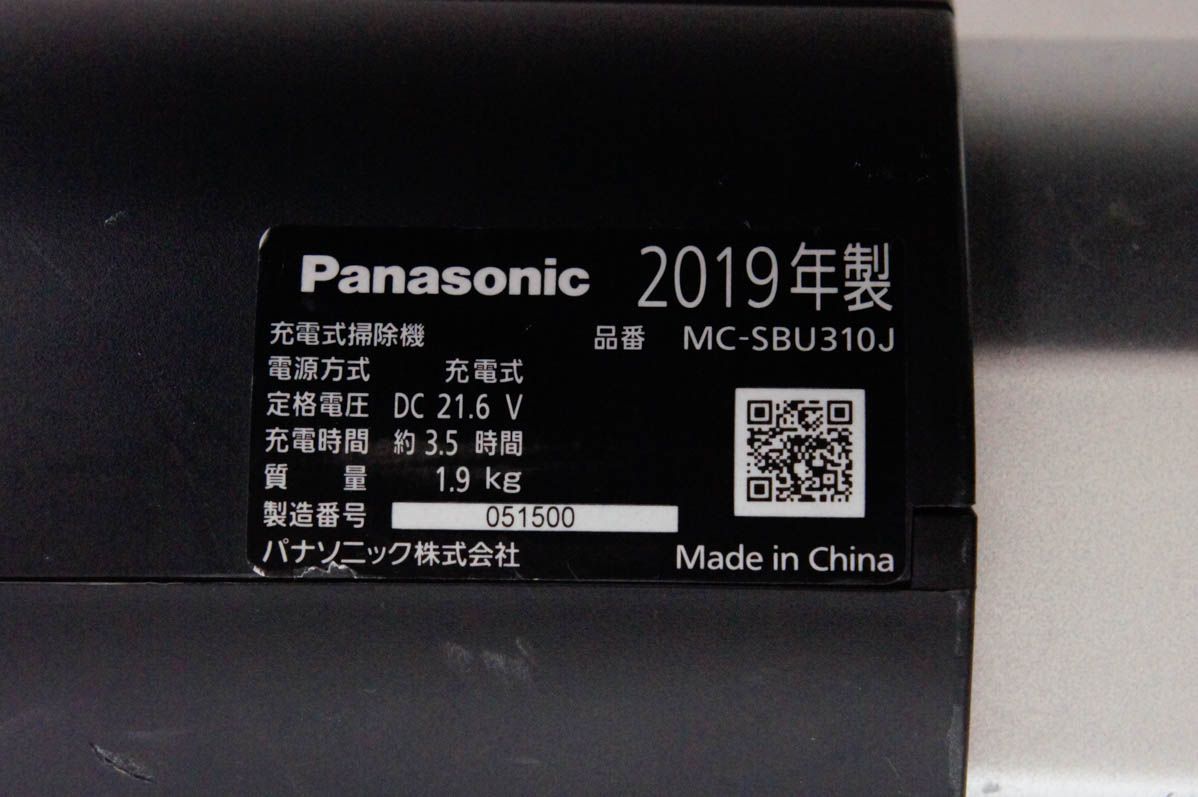 Panasonic 2019年製
充電式掃除機 品番 MC-SBU310J
電源方式 充電式
定格電圧 DC 21.6 V
充電時間 約3.5 時間
質量 1.9 kg
製造番号 051500
パナソニック株式会社 Made in China